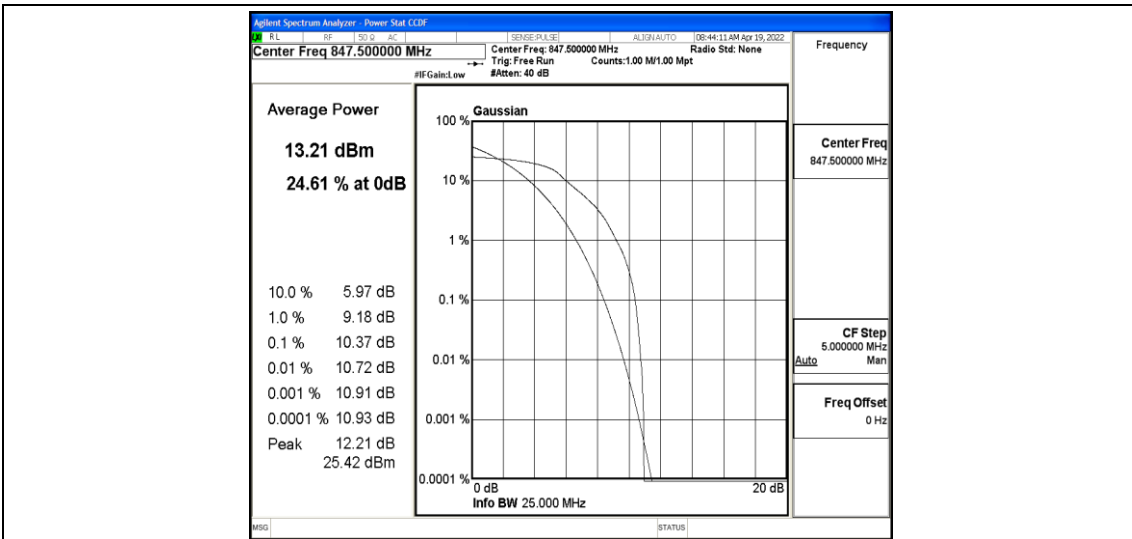 Agilent Spectrum Analyzer - Power Stat CCDF
LXI RL RF 50 Ω AC SENSE:PULSE ALIGNAUTO 08:44:11 AM Apr 19, 2022
Center Freq 847.500000 MHz
Center Freq: 847.500000 MHz Radio Std: None
Trig: Free Run Counts:1.00 M/1.00 Mpt
#IFGain:Low #Atten: 40 dB
Frequency
Average Power
13.21 dBm
24.61 % at 0dB
10.0 % 5.97 dB
1.0 % 9.18 dB
0.1 % 10.37 dB
0.01 % 10.72 dB
0.001 % 10.91 dB
0.0001 % 10.93 dB
Peak 12.21 dB
25.42 dBm
Gaussian
100 %
10 %
1 %
0.1 %
0.01 %
0.001 %
0.0001 %
0 dB 20 dB
Info BW 25.000 MHz
Center Freq
847.500000 MHz
CF Step
5.000000 MHz
Auto Man
Freq Offset
0 Hz
MSG STATUS